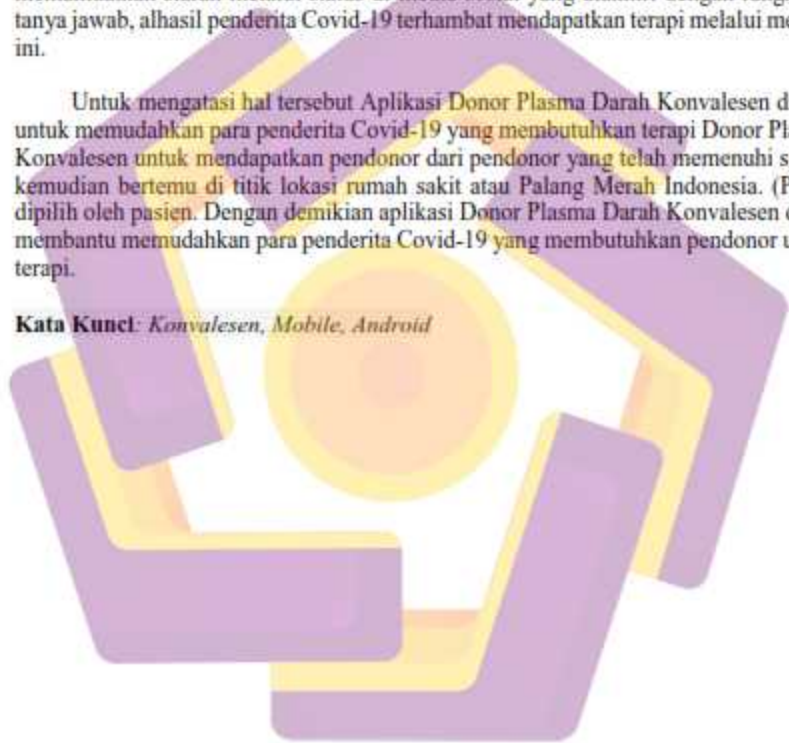 tanya jawab, alhasil penderita Covid-19 terhambat mendapatkan terapi melalui me
ini.
Untuk mengatasi hal tersebut Aplikasi Donor Plasma Darah Konvalesen d
untuk memudahkan para penderita Covid-19 yang membutuhkan terapi Donor Pl
Konvalesen untuk mendapatkan pendonor dari pendonor yang telah memenuhi s
kemudian bertemu di titik lokasi rumah sakit atau Palang Merah Indonesia. (P
dipilih oleh pasien. Dengan demikian aplikasi Donor Plasma Darah Konvalesen
membantu memudahkan para penderita Covid-19 yang membutuhkan pendonor u
terapi.
Kata Kunci: Konvalesen, Mobile, Android